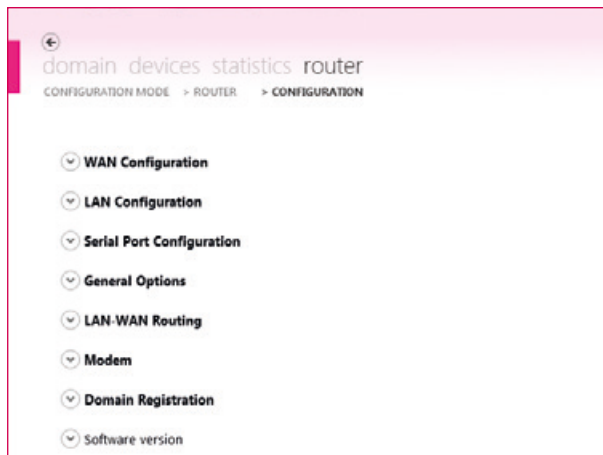 domain devices statistics router
CONFIGURATION MODE > ROUTER > CONFIGURATION
WAN Configuration
LAN Configuration
Serial Port Configuration
General Options
LAN-WAN Routing
Modem
Domain Registration
Software version